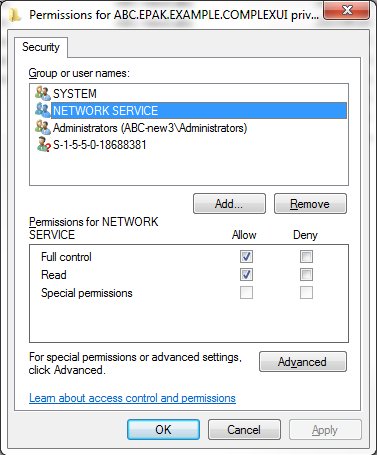 Permissions for ABC.EPAK.EXAMPLE.COMPLEXUI priv...
Security
Group or user names:
SYSTEM
NETWORK SERVICE
Administrators (ABC-new3\Administrators)
S-1-5-5-0-18688381
Add...
Remove
Permissions for NETWORK
SERVICE
Allow
Deny
Full control
Read
Special permissions
For special permissions or advanced settings,
click Advanced.
Advanced
Learn about access control and permissions
OK
Cancel
Apply